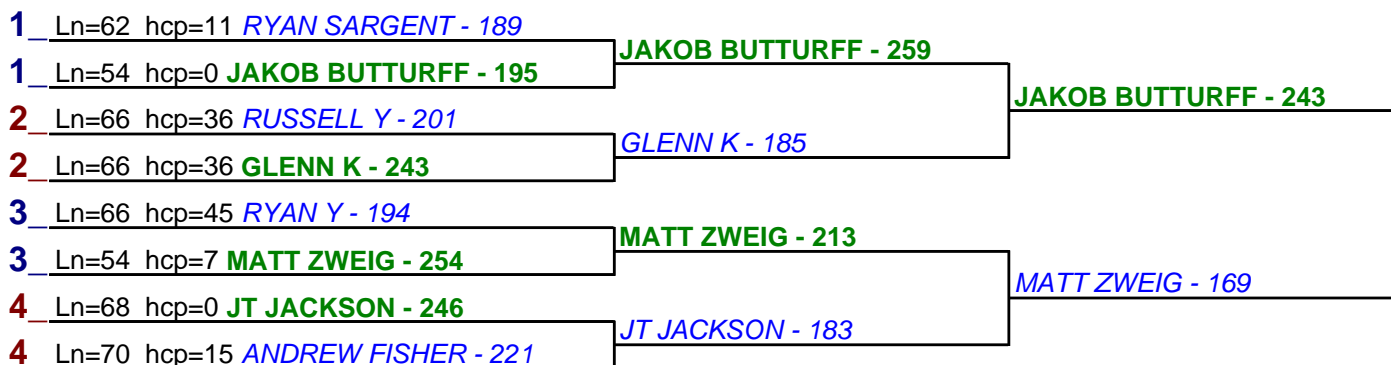 1_ Ln=62 hcp=11 RYAN SARGENT - 189
1_ Ln=54 hcp=0 JAKOB BUTTURFF - 195
2_ Ln=66 hcp=36 RUSSELL Y - 201
2_ Ln=66 hcp=36 GLENN K - 243
3_ Ln=66 hcp=45 RYAN Y - 194
3_ Ln=54 hcp=7 MATT ZWEIG - 254
4_ Ln=68 hcp=0 JT JACKSON - 246
4 Ln=70 hcp=15 ANDREW FISHER - 221
JAKOB BUTTURFF - 259
GLENN K - 185
MATT ZWEIG - 213
JT JACKSON - 183
JAKOB BUTTURFF - 243
MATT ZWEIG - 169